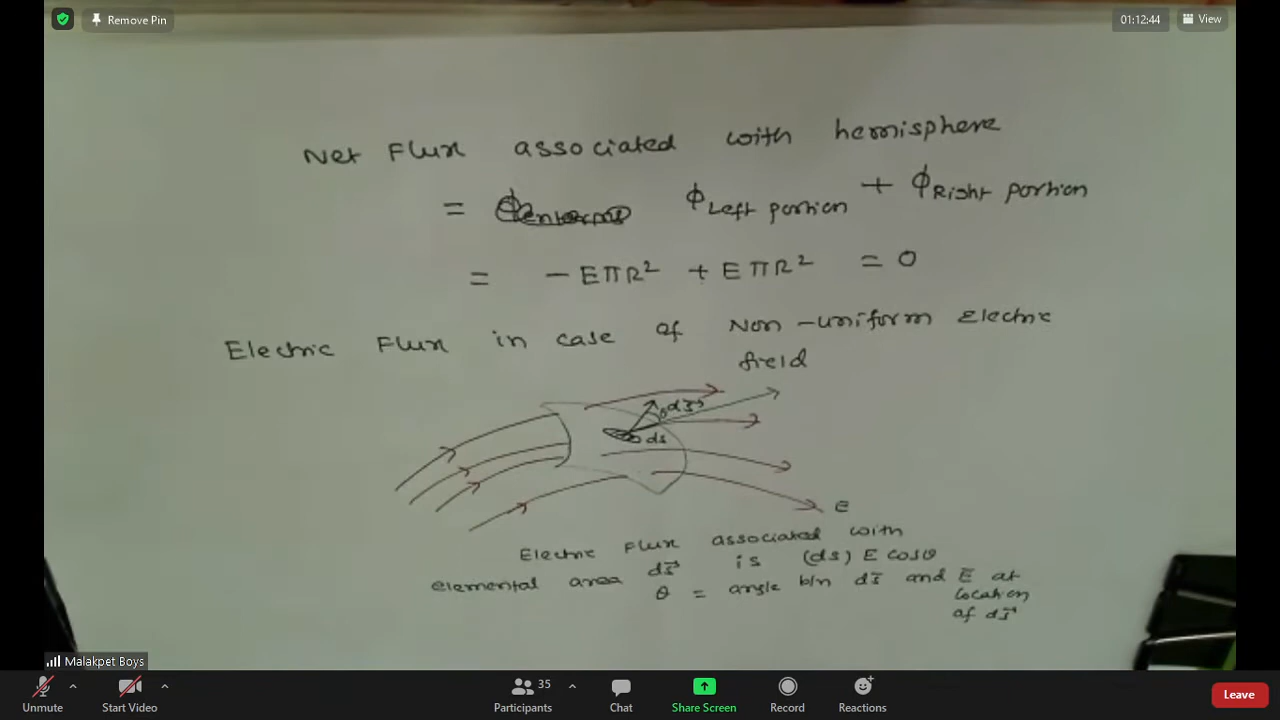 Remove Pin
01:12:44
View
Net Flux associated with hemisphere
= ϕLeft portion + ϕRight portion
= - EπR² + EπR² = 0
Electric Flux in case of Non-uniform Electric
field
ds⃗
θ
ds
E
Electric Flux associated with
elemental area ds⃗ is (ds) E cosθ
θ = angle b/n ds⃗ and E⃗ at
location
of ds⃗
Malakpet Boys
Unmute
Start Video
Participants
35
Chat
Share Screen
Record
Reactions
Leave